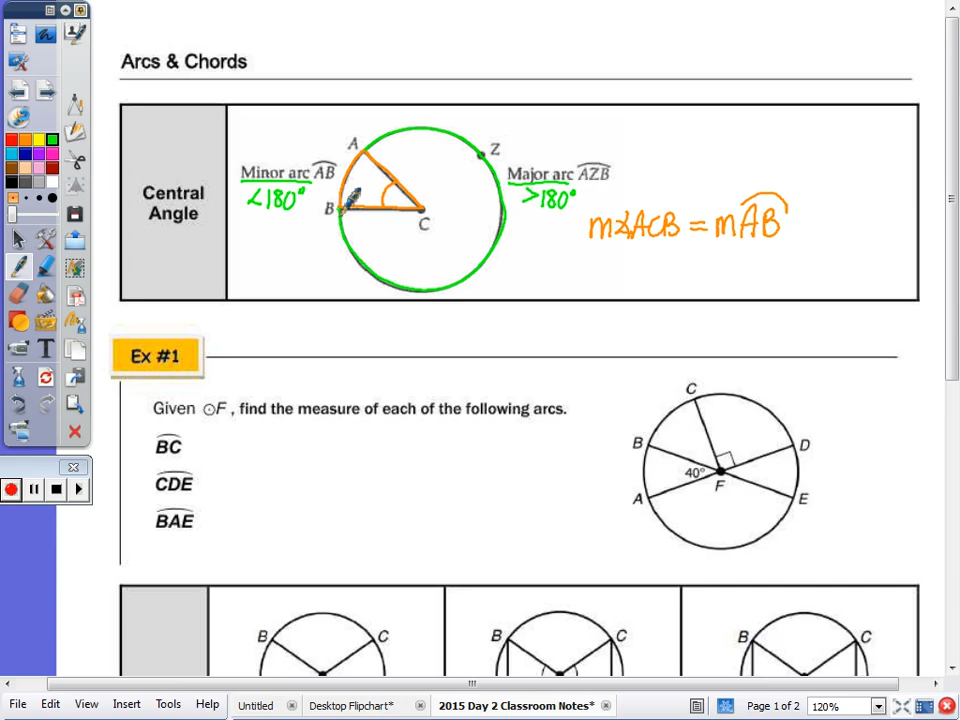 Arcs & Chords
Central
Angle
Minor arc AB
<180°
A
B
C
Z
Major arc AZB
>180°
m∡ACB = mAB
Ex #1
Given ⊙F, find the measure of each of the following arcs.
BC
CDE
BAE
C
B
D
40°
F
A
E
B
C
B
C
B
C
T
File Edit View Insert Tools Help
Untitled
Desktop Flipchart*
2015 Day 2 Classroom Notes*
Page 1 of 2
120%